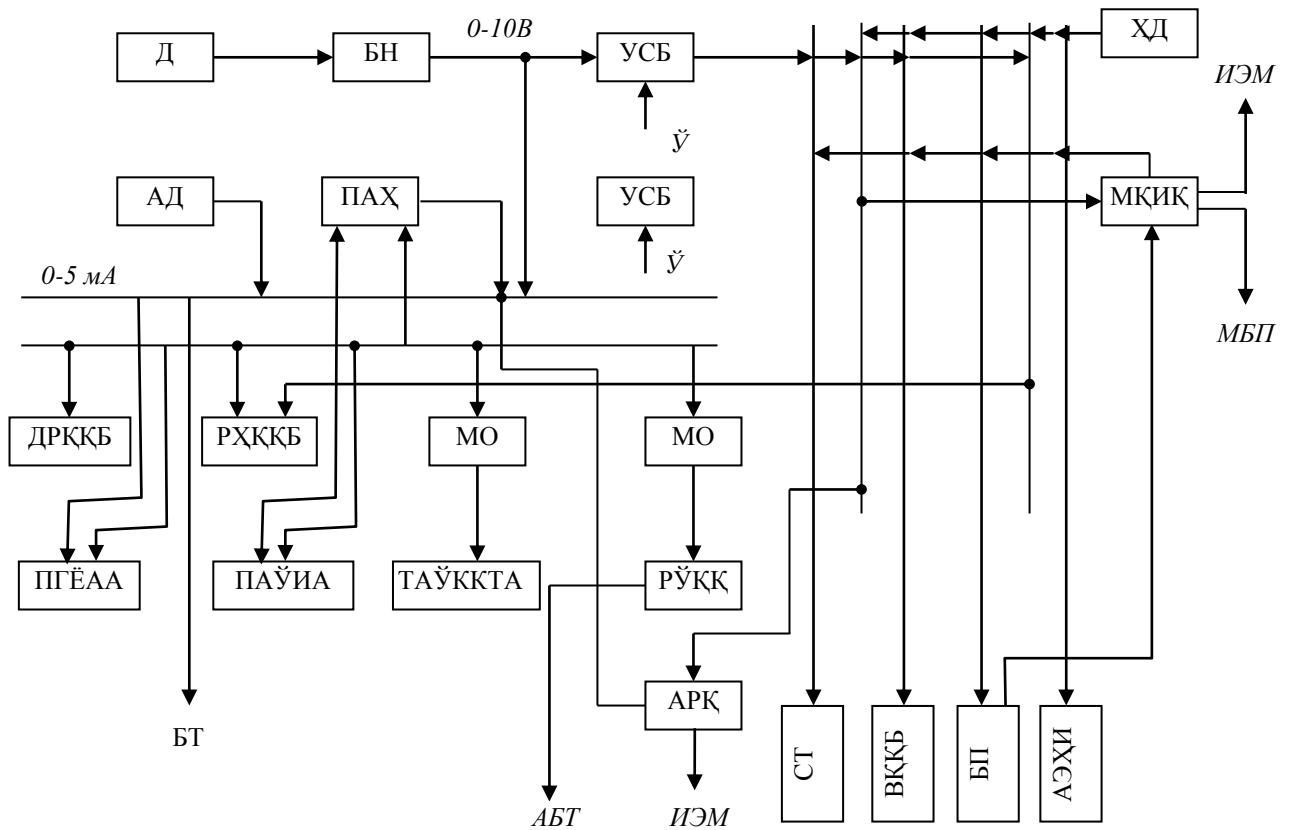 0-10В
Д
БН
УСБ
ҲД
ИЭМ
Ў
АД
ПАҲ
УСБ
МҚИҚ
Ў
0-5 мА
МБП
ДРҚҚБ
РҲҚҚБ
МО
МО
ПГЁАА
ПАЎИА
ТАЎККТА
РЎҚҚ
АРҚ
БТ
СТ
ВҚҚБ
БП
АЭҲИ
АБТ
ИЭМ